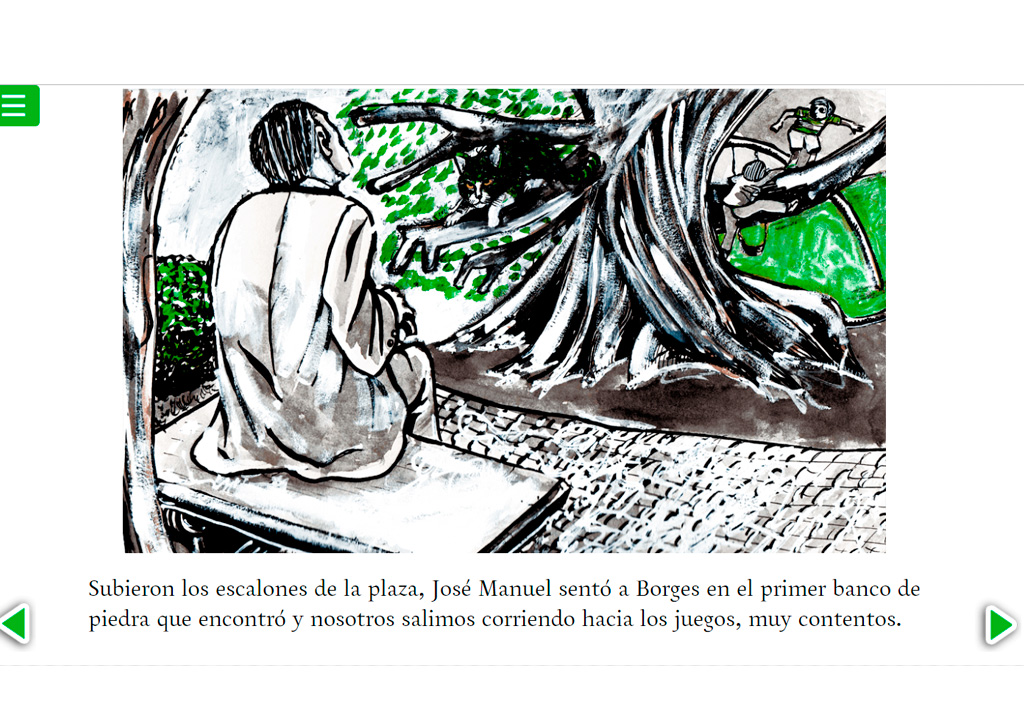 Subieron los escalones de la plaza, José Manuel sentó a Borges en el primer banco de
piedra que encontró y nosotros salimos corriendo hacia los juegos, muy contentos.